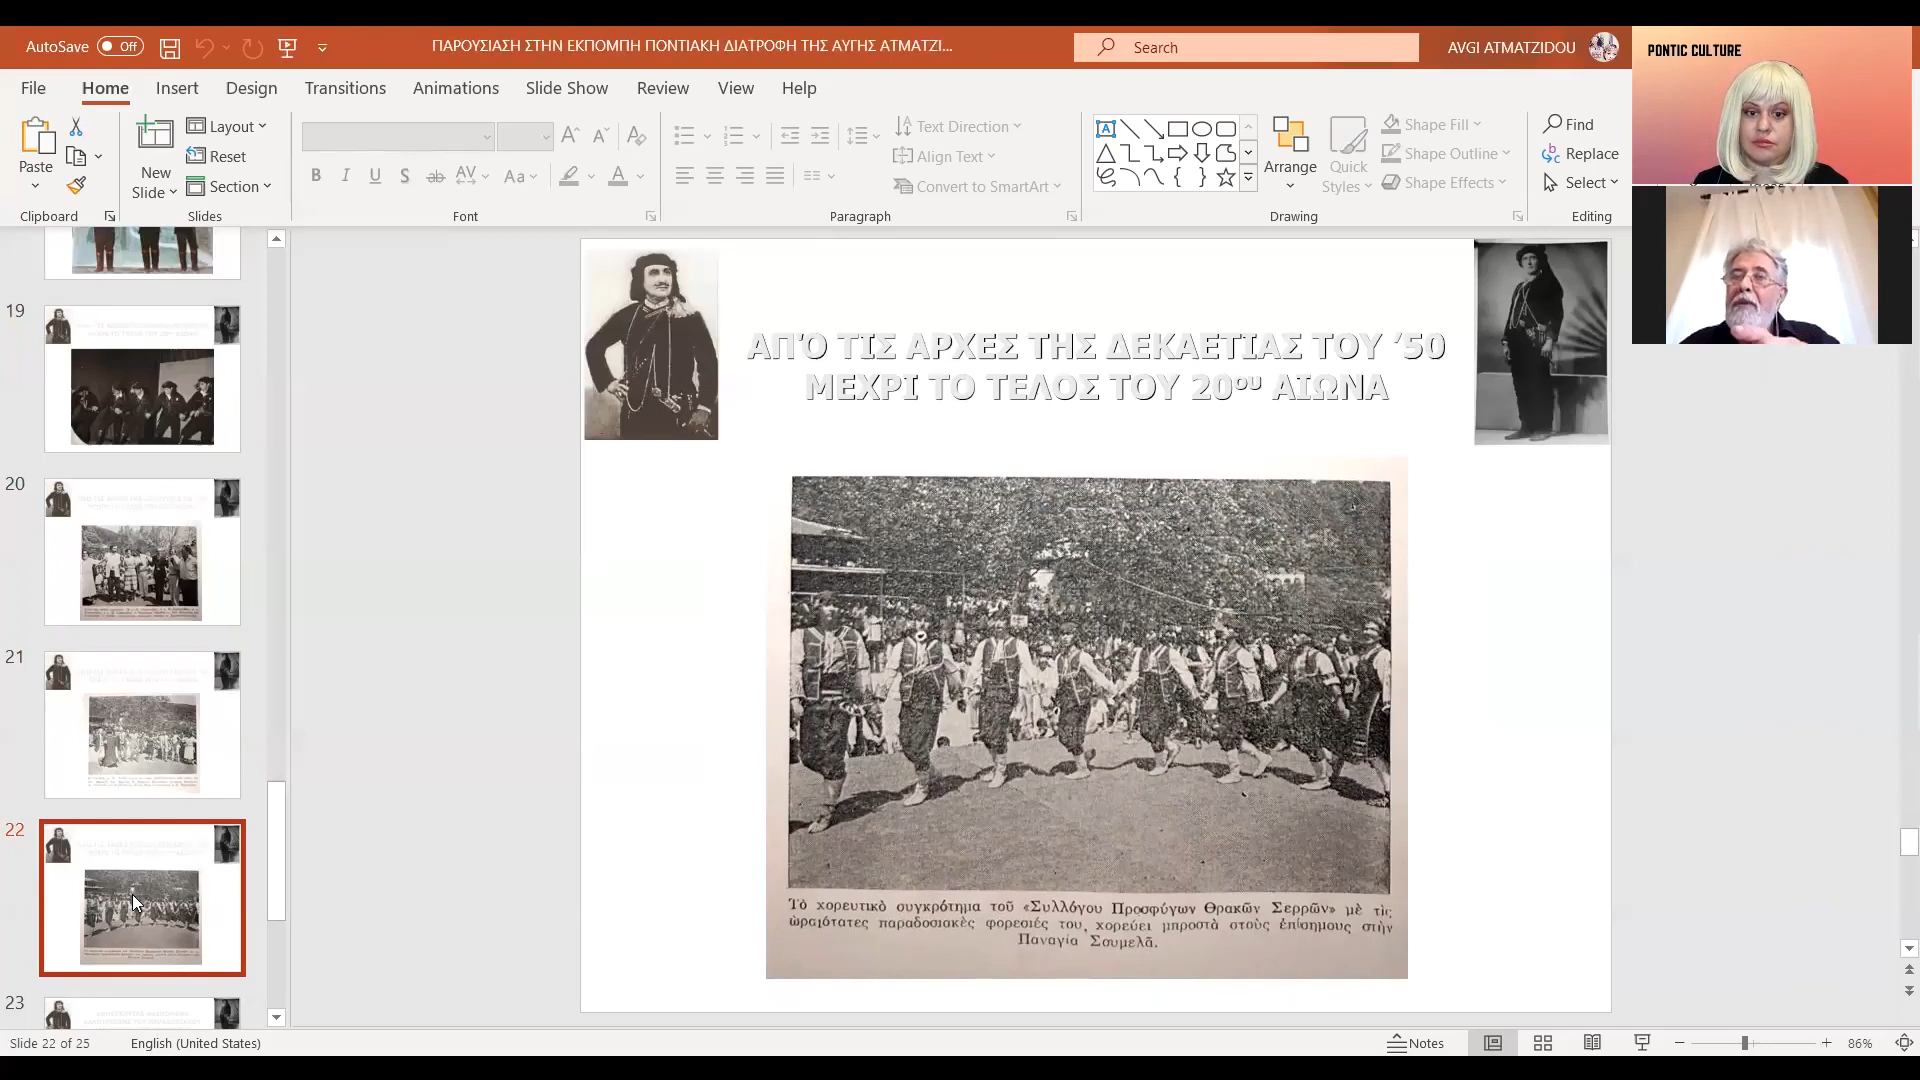 AutoSave Off
ΠΑΡΟΥΣΙΑΣΗ ΣΤΗΝ ΕΚΠΟΜΠΗ ΠΟΝΤΙΑΚΗ ΔΙΑΤΡΟΦΗ ΤΗΣ ΑΥΓΗΣ ΑΤΜΑΤΖΙ...
Search
AVGI ATMATZIDOU
PONTIC CULTURE
File Home Insert Design Transitions Animations Slide Show Review View Help
Paste
Clipboard
New Slide
Layout
Reset
Section
Slides
B I U S ab AV Aa A
Font
Text Direction
Align Text
Convert to SmartArt
Paragraph
Arrange
Quick Styles
Shape Fill
Shape Outline
Shape Effects
Drawing
Find
Replace
Select
Editing
19
20
21
22
23
ΑΠΌ ΤΙΣ ΑΡΧΕΣ ΤΗΣ ΔΕΚΑΕΤΙΑΣ ΤΟΥ ’50
ΜΕΧΡΙ ΤΟ ΤΕΛΟΣ ΤΟΥ 20ου ΑΙΩΝΑ
Τὸ χορευτικὸ συγκρότημα τοῦ «Συλλόγου Προσφύγων Θρακῶν Σερρῶν» μὲ τὶς
ὡραιότατες παραδοσιακὲς φορεσιές του, χορεύει μπροστὰ στοὺς ἐπίσημους στὴν
Παναγία Σουμελᾶ.
Slide 22 of 25
English (United States)
Notes
86%